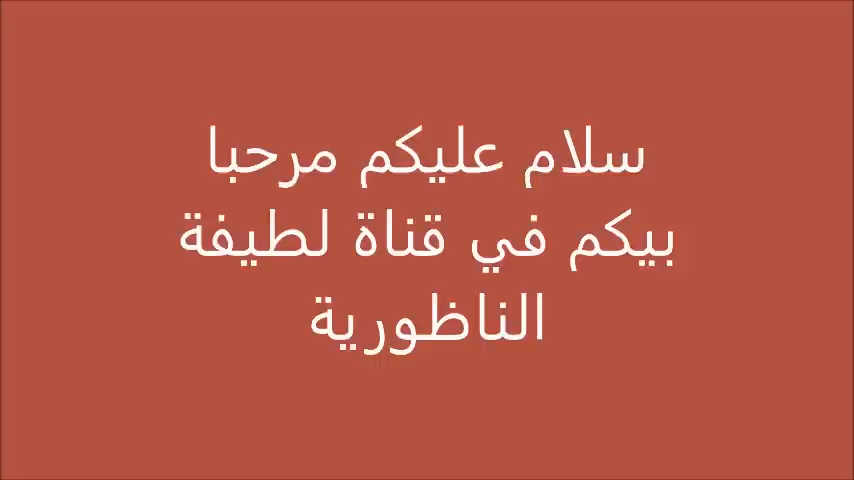 سلام عليكم مرحبا
بيكم في قناة لطيفة
الناظورية